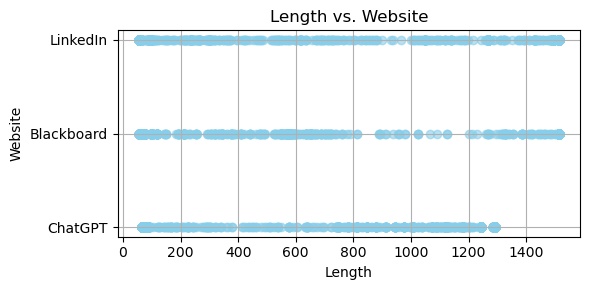 Length vs. Website
LinkedIn
Blackboard
ChatGPT
Website
0 200 400 600 800 1000 1200 1400
Length